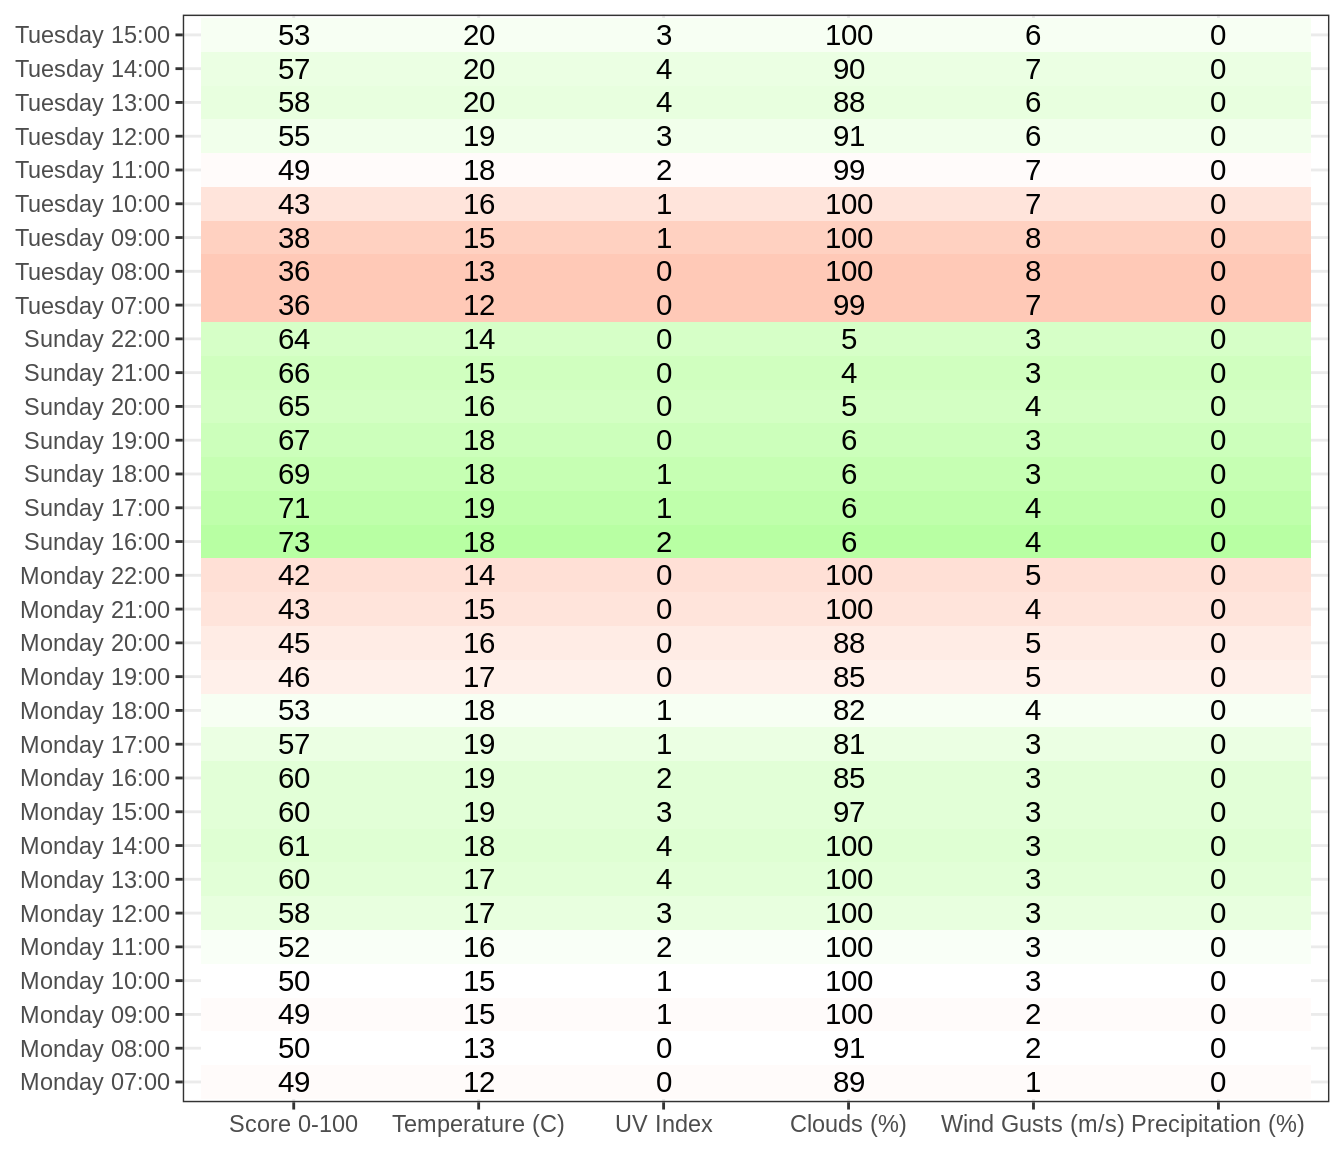 Tuesday 15:00 53 20 3 100 6 0
Tuesday 14:00 57 20 4 90 7 0
Tuesday 13:00 58 20 4 88 6 0
Tuesday 12:00 55 19 3 91 6 0
Tuesday 11:00 49 18 2 99 7 0
Tuesday 10:00 43 16 1 100 7 0
Tuesday 09:00 38 15 1 100 8 0
Tuesday 08:00 36 13 0 100 8 0
Tuesday 07:00 36 12 0 99 7 0
Sunday 22:00 64 14 0 5 3 0
Sunday 21:00 66 15 0 4 3 0
Sunday 20:00 65 16 0 5 4 0
Sunday 19:00 67 18 0 6 3 0
Sunday 18:00 69 18 1 6 3 0
Sunday 17:00 71 19 1 6 4 0
Sunday 16:00 73 18 2 6 4 0
Monday 22:00 42 14 0 100 5 0
Monday 21:00 43 15 0 100 4 0
Monday 20:00 45 16 0 88 5 0
Monday 19:00 46 17 0 85 5 0
Monday 18:00 53 18 1 82 4 0
Monday 17:00 57 19 1 81 3 0
Monday 16:00 60 19 2 85 3 0
Monday 15:00 60 19 3 97 3 0
Monday 14:00 61 18 4 100 3 0
Monday 13:00 60 17 4 100 3 0
Monday 12:00 58 17 3 100 3 0
Monday 11:00 52 16 2 100 3 0
Monday 10:00 50 15 1 100 3 0
Monday 09:00 49 15 1 100 2 0
Monday 08:00 50 13 0 91 2 0
Monday 07:00 49 12 0 89 1 0
Score 0-100 Temperature (C) UV Index Clouds (%) Wind Gusts (m/s) Precipitation (%)